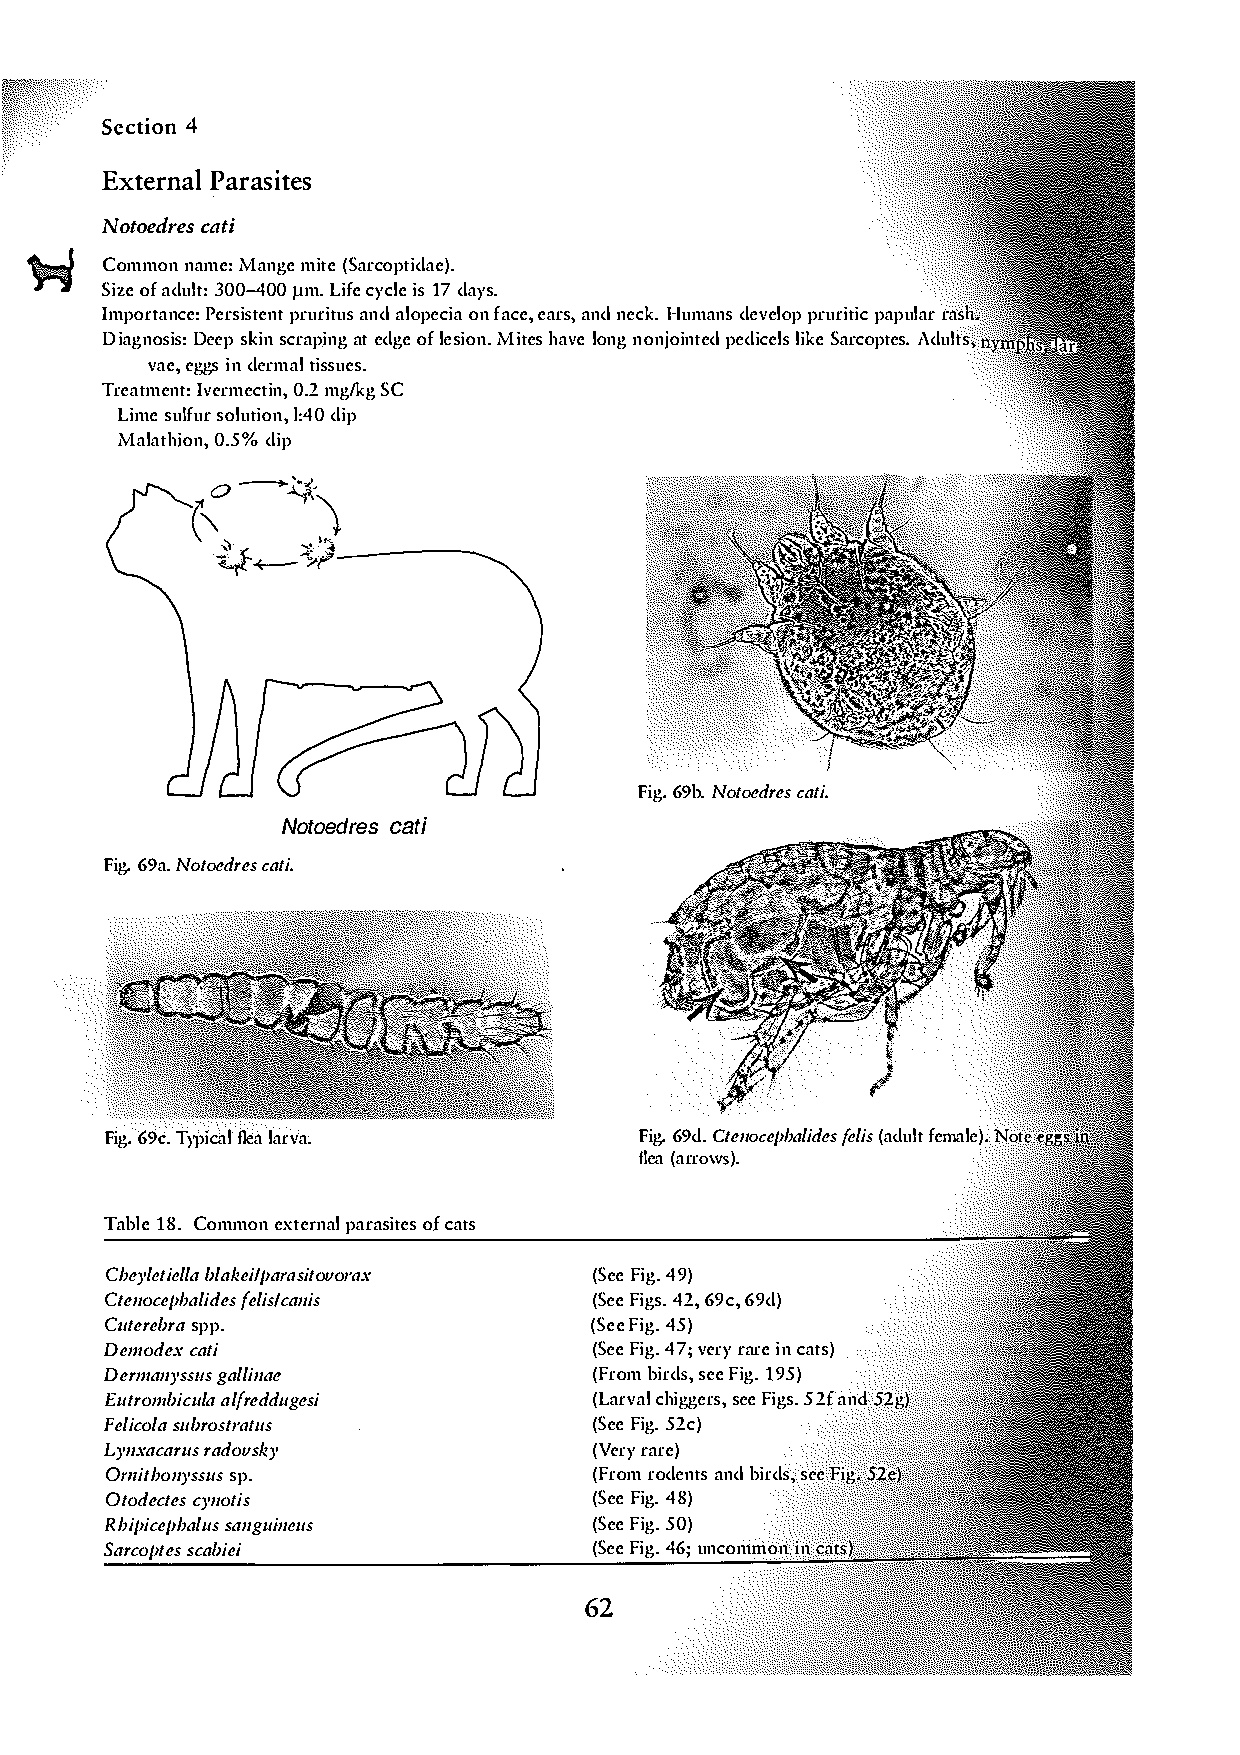 Section 4
External Parasites
Notoedres cati
Common name: Mange mite (Sarcoptidae).
Size of adult: 300–400 µm. Life cycle is 17 days.
Importance: Persistent pruritus and alopecia on face, ears, and neck. Humans develop pruritic papular rash.
Diagnosis: Deep skin scraping at edge of lesion. Mites have long nonjointed pedicels like Sarcoptes. Adults, nymphs, lar-
vae, eggs in dermal tissues.
Treatment: Ivermectin, 0.2 mg/kg SC
Lime sulfur solution, l:40 dip
Malathion, 0.5% dip
Notoedres cati
Fig. 69a. Notoedres cati.
Fig. 69b. Notoedres cati.
Fig. 69c. Typical flea larva.
Fig. 69d. Ctenocephalides felis (adult female). Note eggs in
flea (arrows).
Table 18. Common external parasites of cats
Cheyletiella blakei/parasitovorax (See Fig. 49)
Ctenocephalides felis/canis (See Figs. 42, 69c, 69d)
Cuterebra spp. (See Fig. 45)
Demodex cati (See Fig. 47; very rare in cats)
Dermanyssus gallinae (From birds, see Fig. 195)
Eutrombicula alfreddugesi (Larval chiggers, see Figs. 52f and 52g)
Felicola subrostratus (See Fig. 52c)
Lynxacarus radovsky (Very rare)
Ornithonyssus sp. (From rodents and birds, see Fig. 52e)
Otodectes cynotis (See Fig. 48)
Rhipicephalus sanguineus (See Fig. 50)
Sarcoptes scabiei (See Fig. 46; uncommon in cats)
62